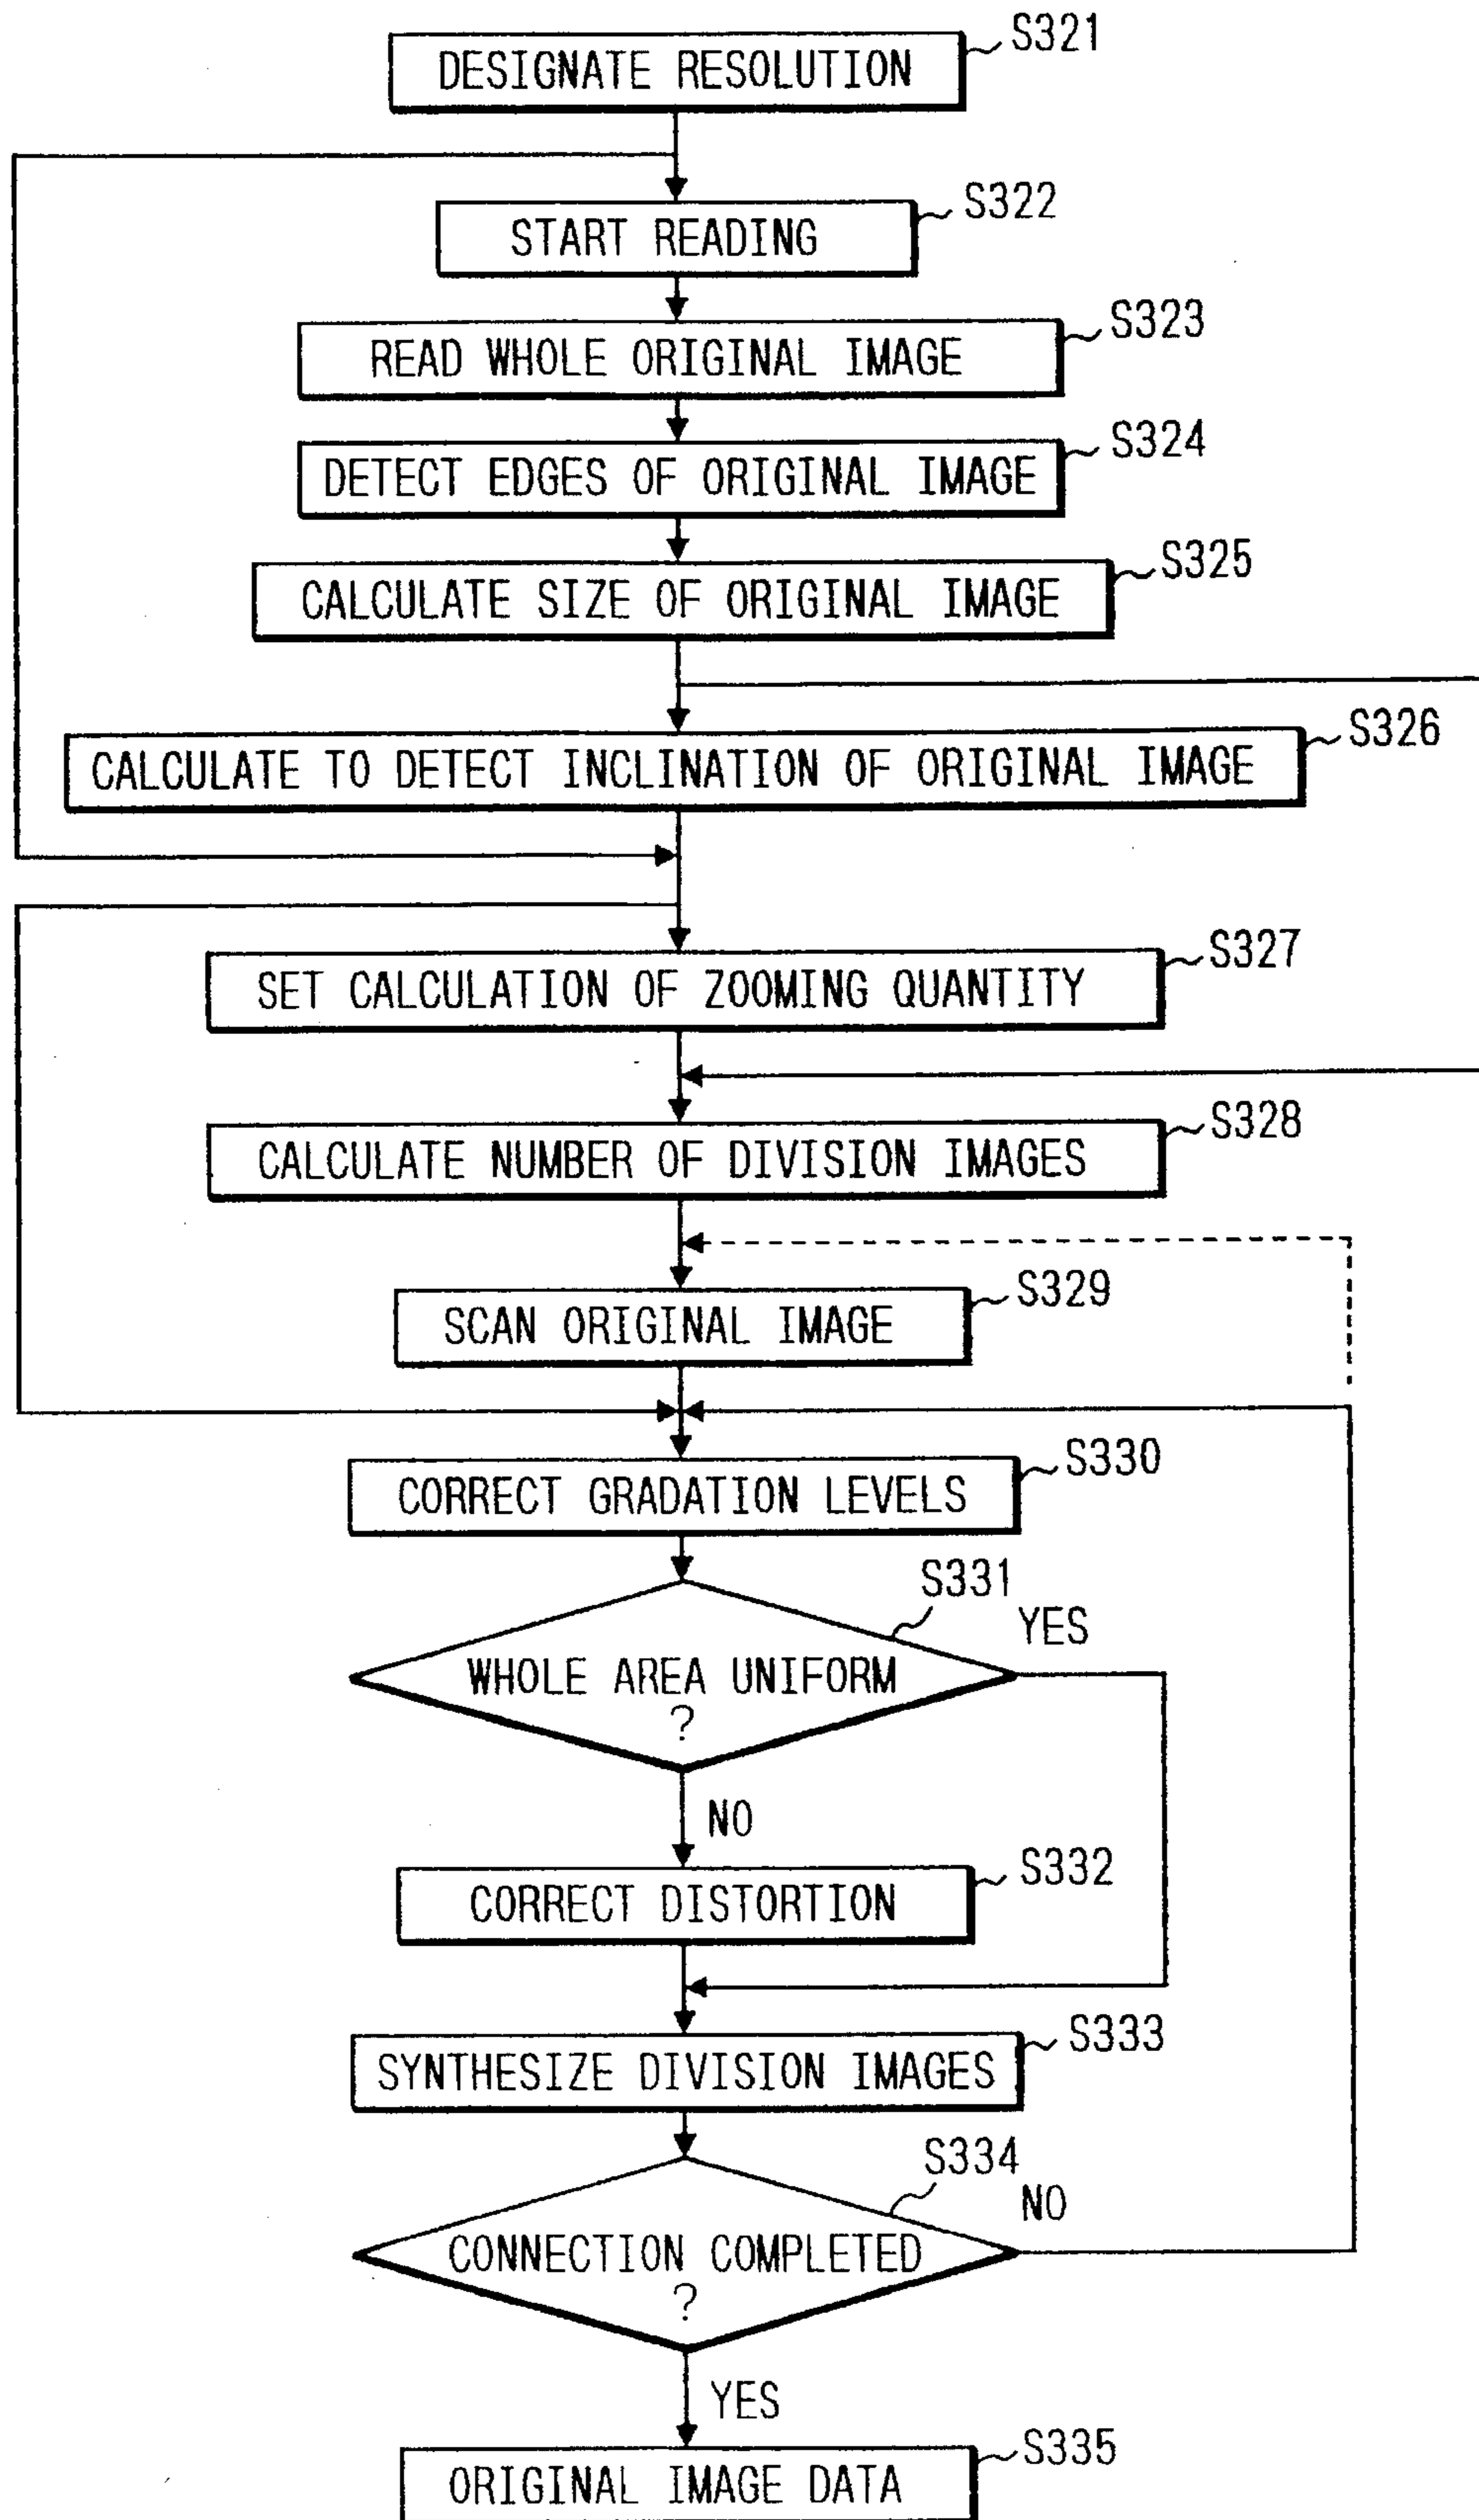 DESIGNATE RESOLUTION
S321
START READING
S322
READ WHOLE ORIGINAL IMAGE
S323
DETECT EDGES OF ORIGINAL IMAGE
S324
CALCULATE SIZE OF ORIGINAL IMAGE
S325
CALCULATE TO DETECT INCLINATION OF ORIGINAL IMAGE
S326
SET CALCULATION OF ZOOMING QUANTITY
S327
CALCULATE NUMBER OF DIVISION IMAGES
S328
SCAN ORIGINAL IMAGE
S329
CORRECT GRADATION LEVELS
S330
S331
YES
WHOLE AREA UNIFORM
?
NO
CORRECT DISTORTION
S332
SYNTHESIZE DIVISION IMAGES
S333
S334
NO
CONNECTION COMPLETED
?
YES
ORIGINAL IMAGE DATA
S335